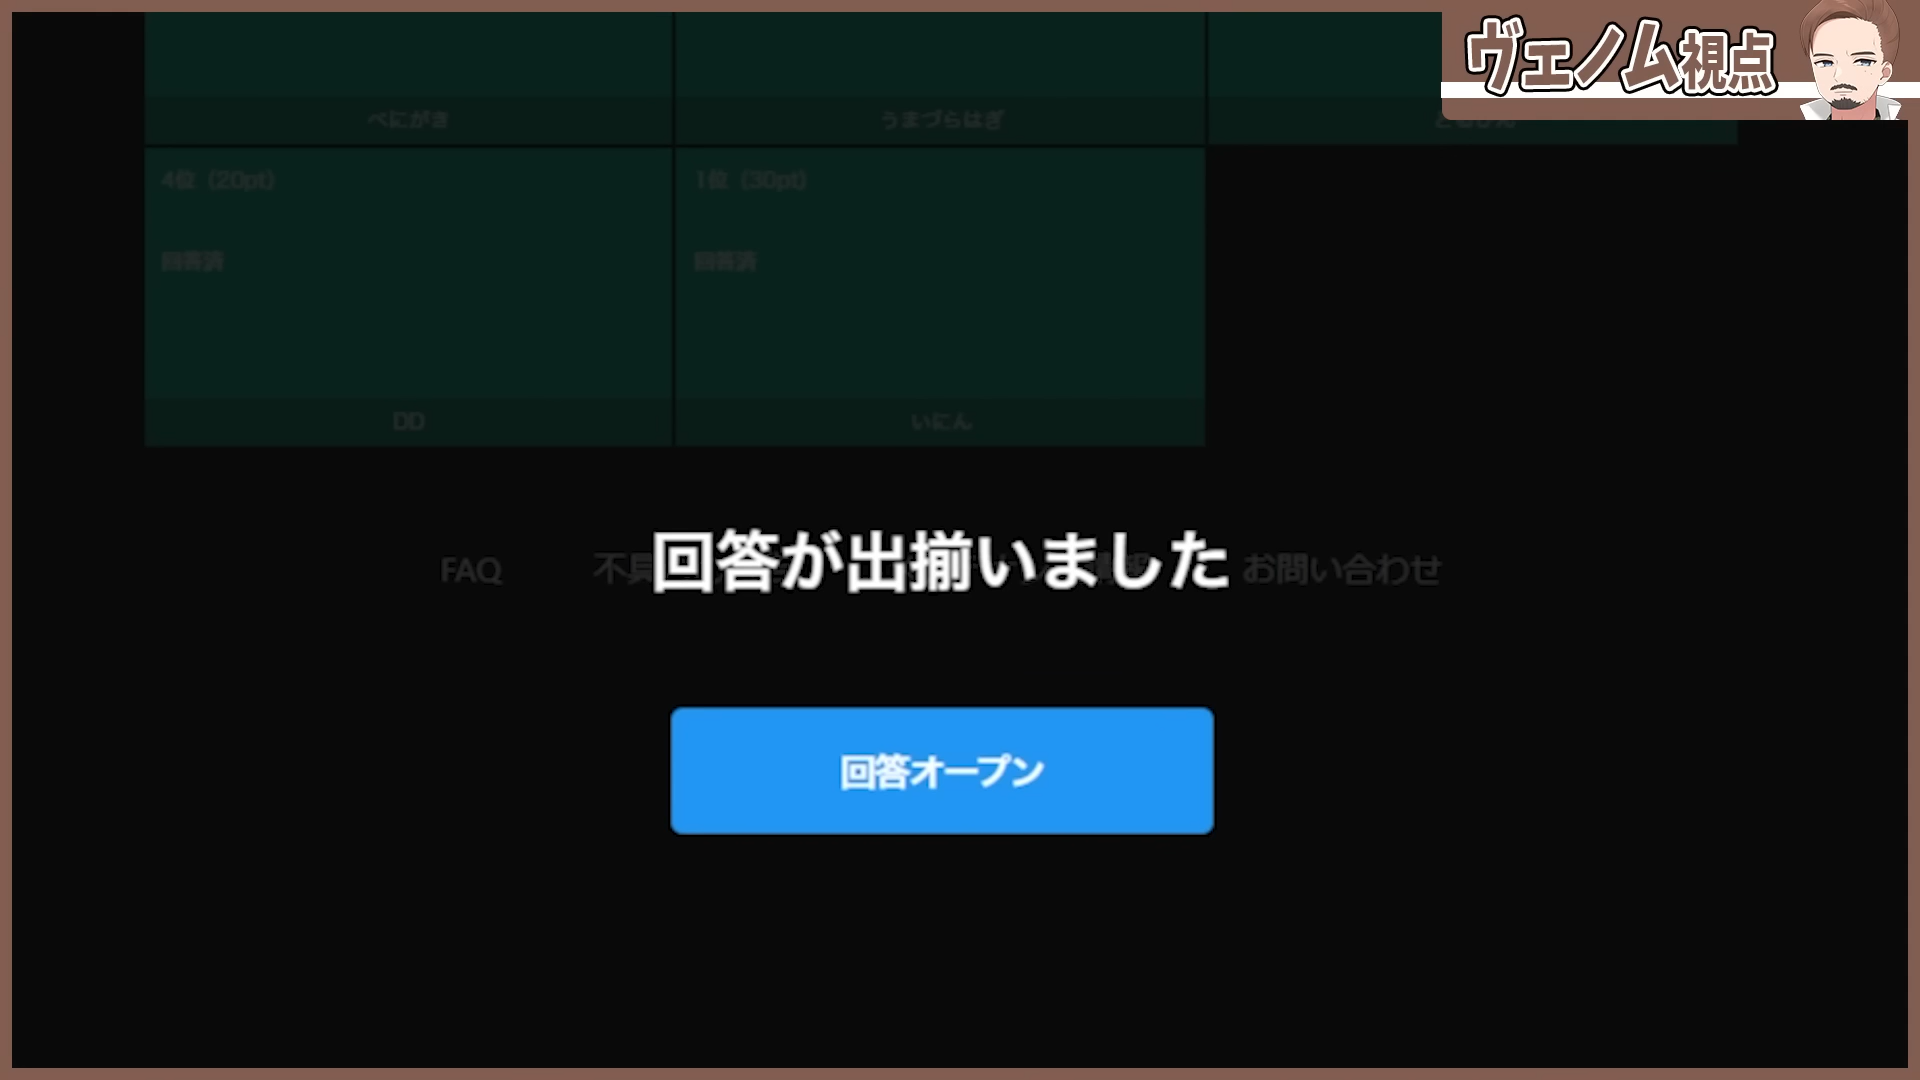 ヴェノム視点
べにがき
うまづらはぎ
4位（20pt）
1位（30pt）
回答済
回答済
DD
いにん
回答が出揃いました
FAQ
お問い合わせ
回答オープン